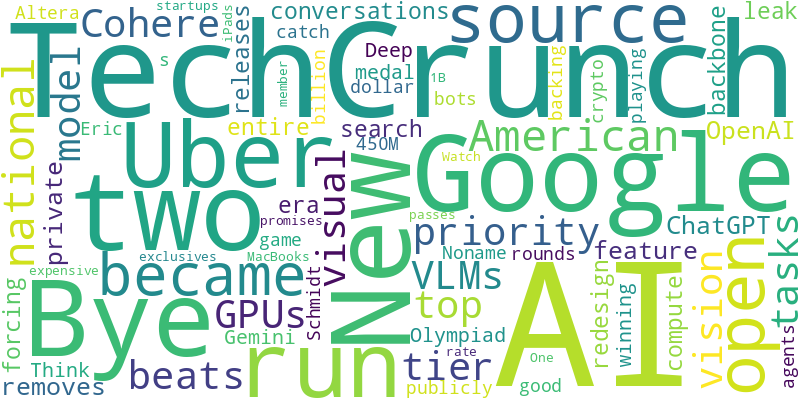 startups
Altera
Cohere
conversations
source
leak
TechCrunch
iPads
releases
catch
Deep
medal
s
1B
dollar
bots
member
billion
backing
crypto
playing
backbone
national
model
Eric
Uber
entire
search
450M
American
OpenAI
two
private
era
visual
Watch
New
Google
promises
game
passes
priority
ChatGPT
Noname
rounds
feature
became
exclusives
MacBooks
expensive
VLMs
tasks
Bye
GPUs
Schmidt
top
AI
redesign
vision
open
forcing
Gemini
Olympiad
winning
compute
Think
run
tier
rate
One
agents
removes
beats
publicly
good